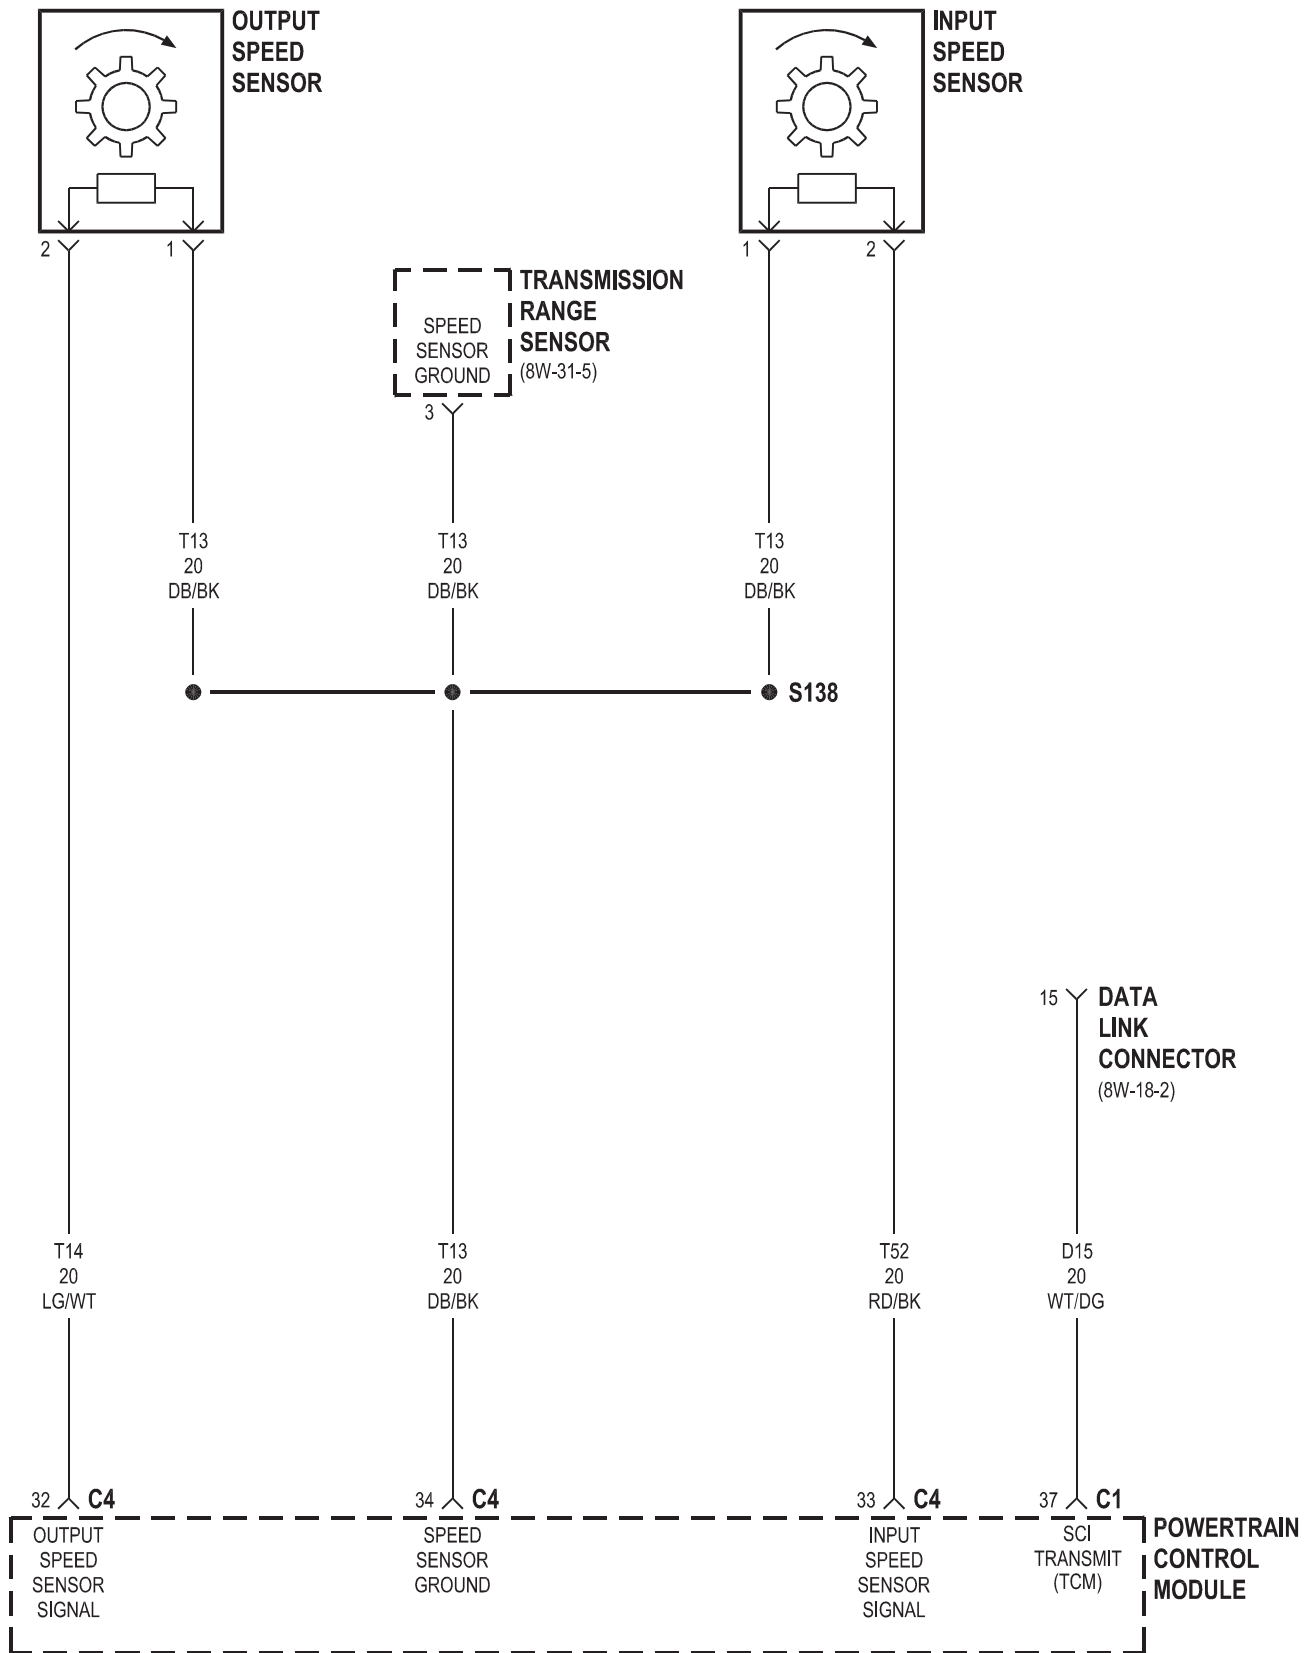 OUTPUT
SPEED
SENSOR
INPUT
SPEED
SENSOR
2
1
1
2
TRANSMISSION
RANGE
SENSOR
(8W-31-5)
SPEED
SENSOR
GROUND
3
T13
20
DB/BK
T13
20
DB/BK
T13
20
DB/BK
S138
15
DATA
LINK
CONNECTOR
(8W-18-2)
T14
20
LG/WT
T13
20
DB/BK
T52
20
RD/BK
D15
20
WT/DG
32
C4
34
C4
33
C4
37
C1
OUTPUT
SPEED
SENSOR
SIGNAL
SPEED
SENSOR
GROUND
INPUT
SPEED
SENSOR
SIGNAL
SCI
TRANSMIT
(TCM)
POWERTRAIN
CONTROL
MODULE